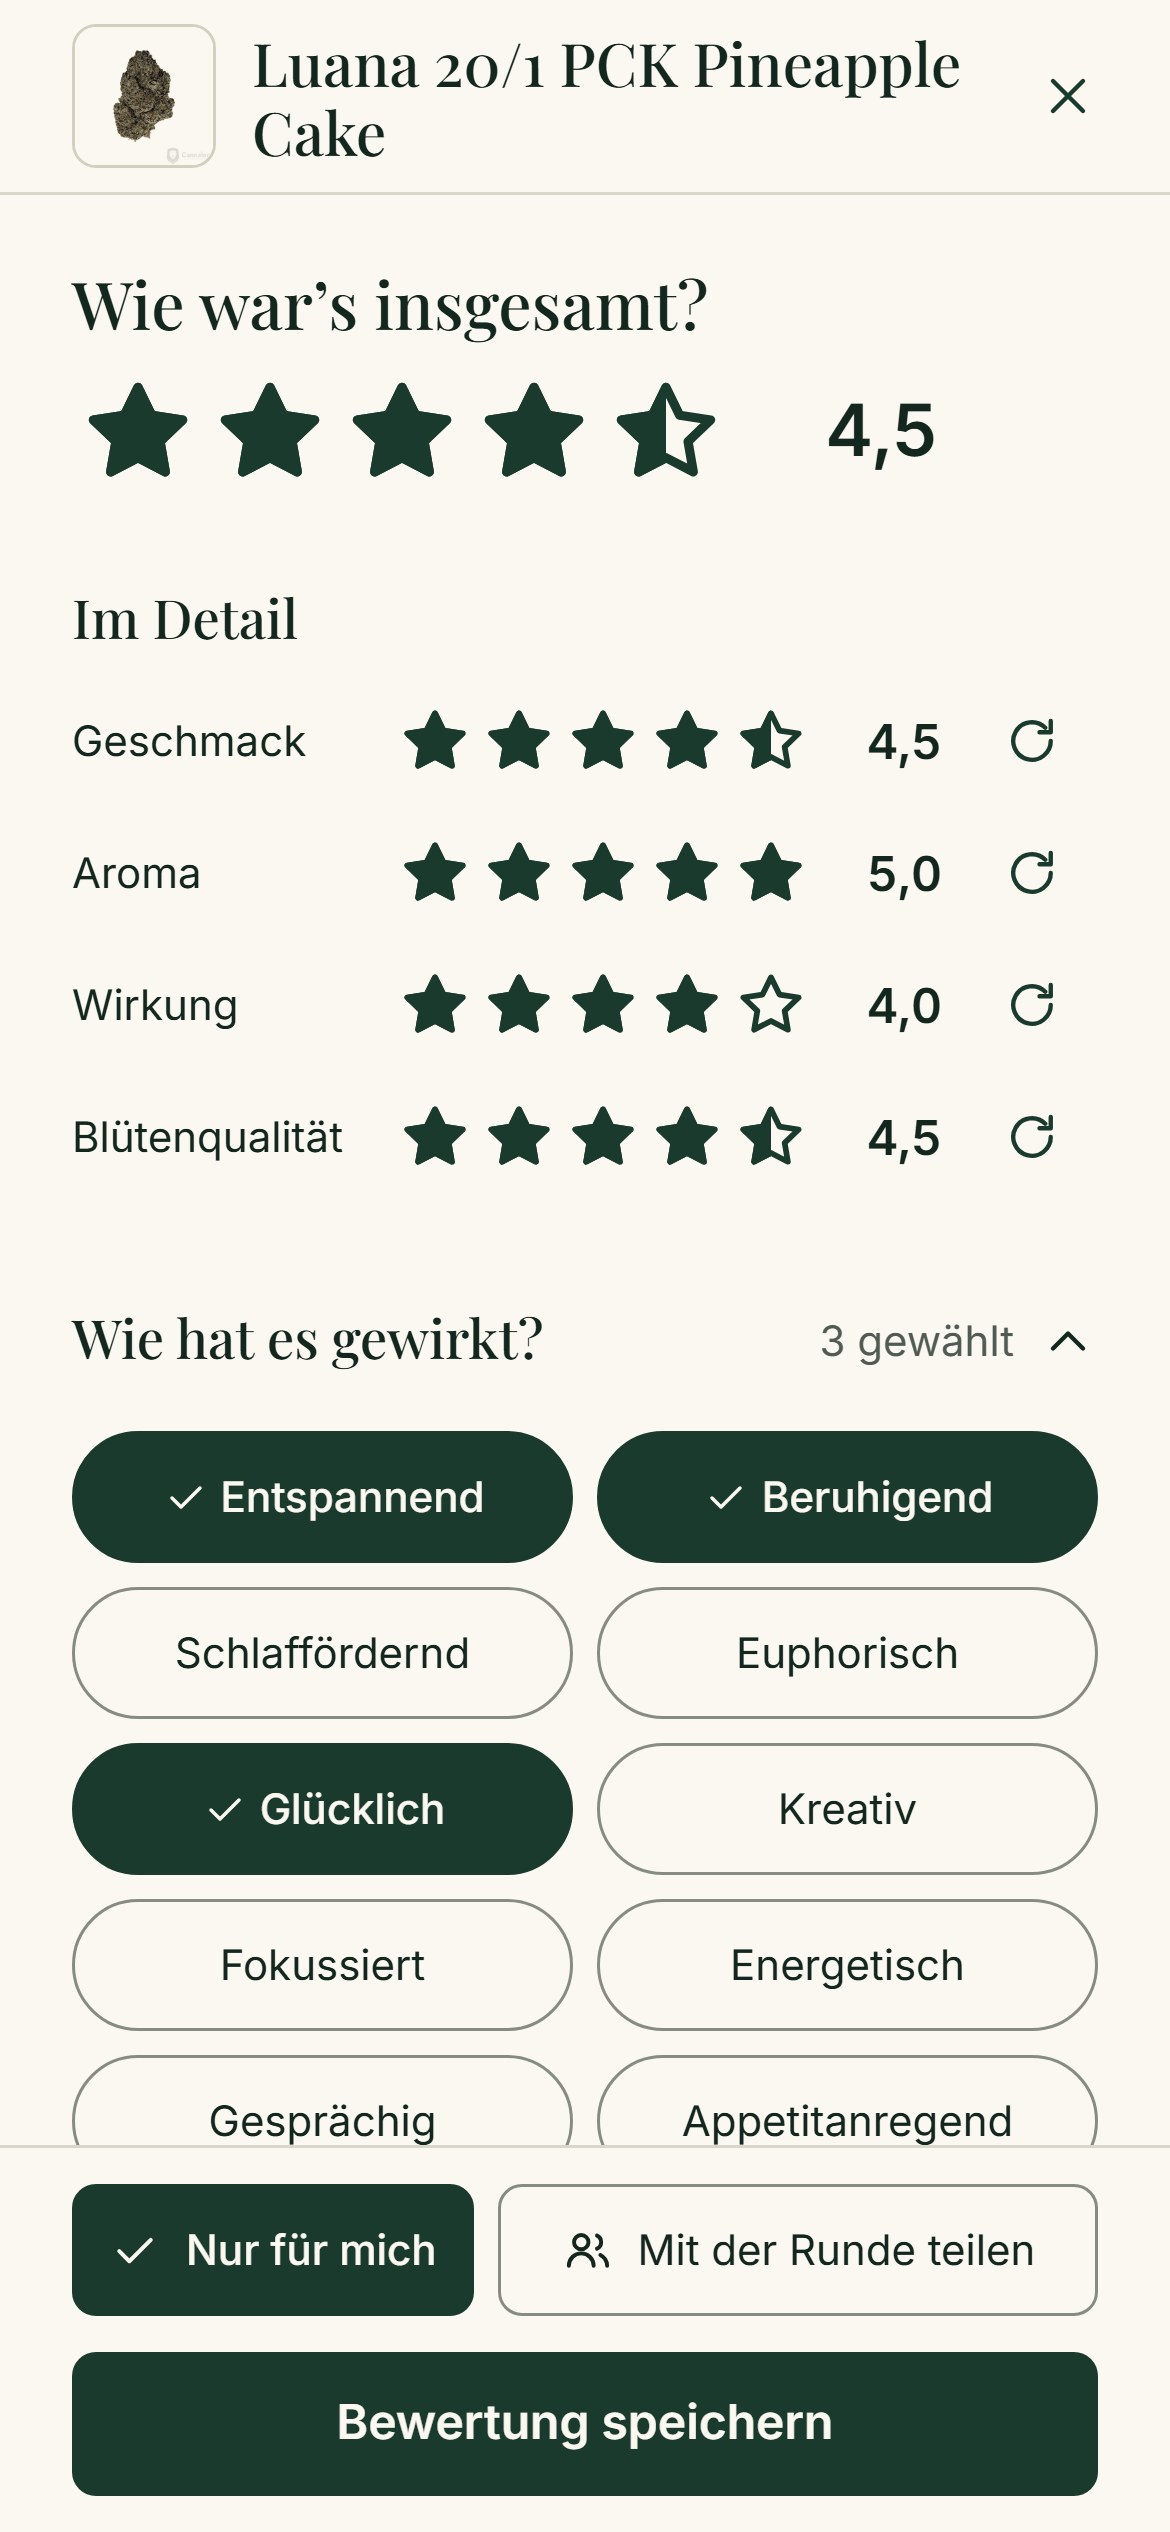 Luana 20/1 PCK Pineapple
Cake
Wie war’s insgesamt?
4,5
Im Detail
Geschmack 4,5
Aroma 5,0
Wirkung 4,0
Blütenqualität 4,5
Wie hat es gewirkt? 3 gewählt
Entspannend Beruhigend
Schlaffördernd Euphorisch
Glücklich Kreativ
Fokussiert Energetisch
Gesprächig Appetitanregend
Nur für mich Mit der Runde teilen
Bewertung speichern